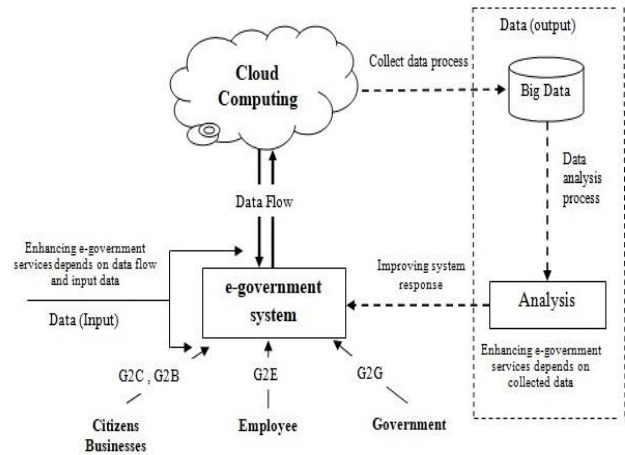 Data (output)
Cloud
Computing
Collect data process
Big Data
Data
analysis
process
Data Flow
Enhancing e-government
services depends on data flow
and input data
Data (Input)
e-government
system
Improving system
response
Analysis
Enhancing e-government
services depends on
collected data
G2C , G2B
G2E
G2G
Citizens
Businesses
Employee
Government